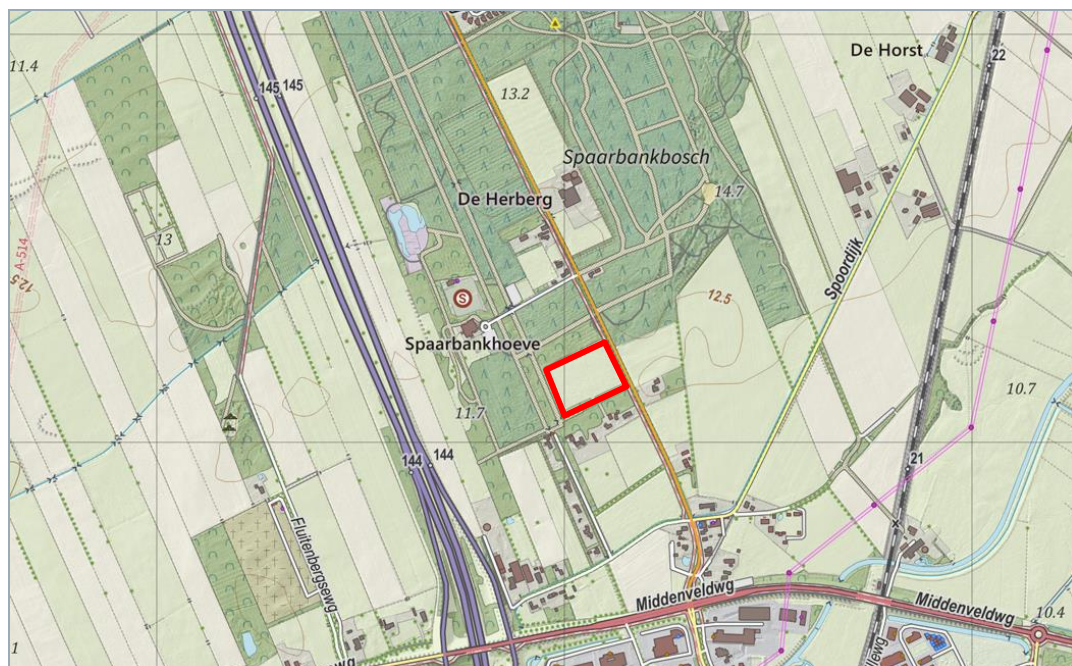 De Horst
22
11.4
145
145
13.2
Spaarbankbosch
14.7
De Herberg
13
A-514
12.5
S
Spoordijk
12.5
Spaarbankhoeve
10.7
11.7
144
144
21
Fluitenbergsewg
Middenveldwg
Middenveldwg
10.4
1